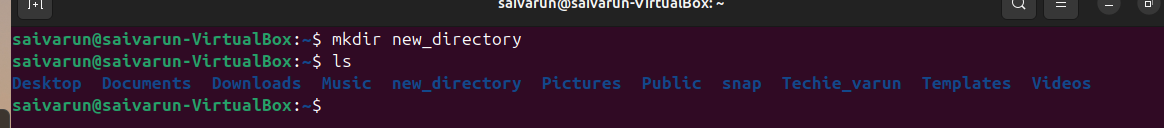 saivarun@saivarun-VirtualBox: ~
saivarun@saivarun-VirtualBox:~$ mkdir new_directory
saivarun@saivarun-VirtualBox:~$ ls
Desktop  Documents  Downloads  Music  new_directory  Pictures  Public  snap  Techie_varun  Templates  Videos
saivarun@saivarun-VirtualBox:~$